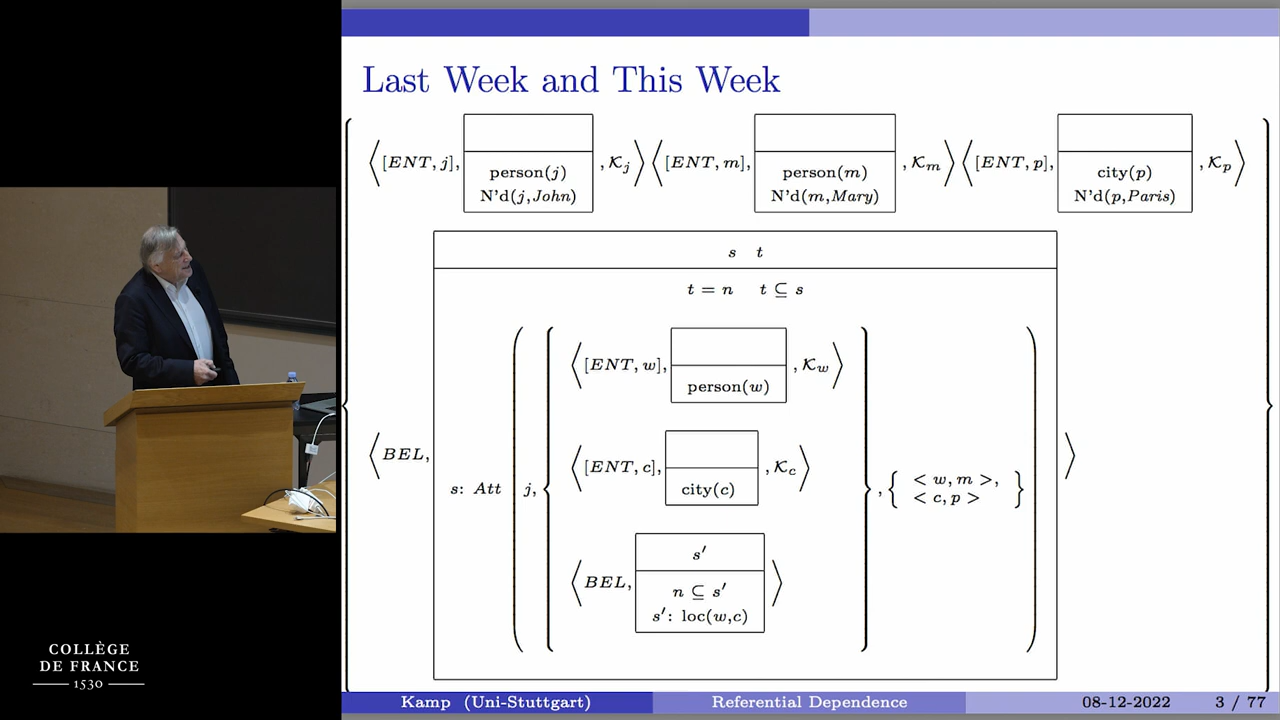 Last Week and This Week
⟨[ENT, j], person(j) N'd(j,John) , 𝒦j⟩ ⟨[ENT, m], person(m) N'd(m,Mary) , 𝒦m⟩ ⟨[ENT, p], city(p) N'd(p,Paris) , 𝒦p⟩
s t
t = n t ⊆ s
⟨[ENT, w], person(w) , 𝒦w⟩
⟨[ENT, c], city(c) , 𝒦c⟩
⟨BEL,
s: Att ( j, {
, { < w, m >,
< c, p > } ) ⟩
s′
⟨BEL, n ⊆ s′
s′: loc(w,c) ⟩
COLLÈGE
DE FRANCE
1530
Kamp (Uni-Stuttgart) Referential Dependence 08-12-2022 3 / 77